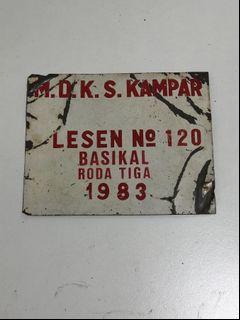 M.D.K.S. KAMPAR
LESEN Nº 120
BASIKAL
RODA TIGA
1983